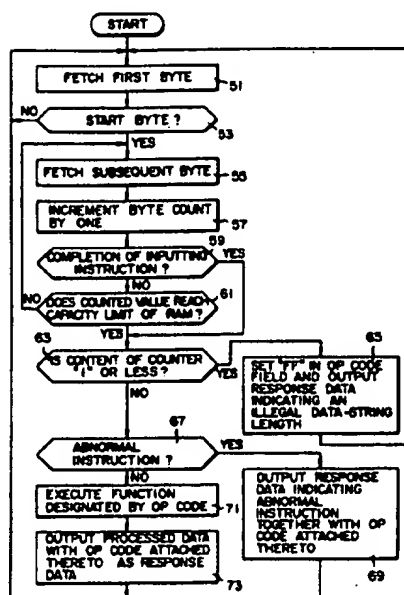 START
FETCH FIRST BYTE
51
NO
START BYTE ?
53
YES
FETCH SUBSEQUENT BYTE
55
INCREMENT BYTE COUNT
BY ONE
57
59
COMPLETION OF INPUTTING
INSTRUCTION ?
YES
NO
61
DOES COUNTED VALUE REACH
CAPACITY LIMIT OF RAM ?
NO
YES
63
IS CONTENT OF COUNTER
"1" OR LESS ?
YES
NO
65
SET "FF" IN OP CODE
FIELD AND OUTPUT
RESPONSE DATA
INDICATING AN
ILLEGAL DATA-STRING
LENGTH
67
ABNORMAL
INSTRUCTION ?
YES
NO
EXECUTE FUNCTION
DESIGNATED BY OP CODE
71
OUTPUT RESPONSE
DATA INDICATING
ABNORMAL
INSTRUCTION
TOGETHER WITH OP
CODE ATTACHED
THERETO
69
OUTPUT PROCESSED DATA
WITH OP CODE ATTACHED
THERETO AS RESPONSE
DATA
73